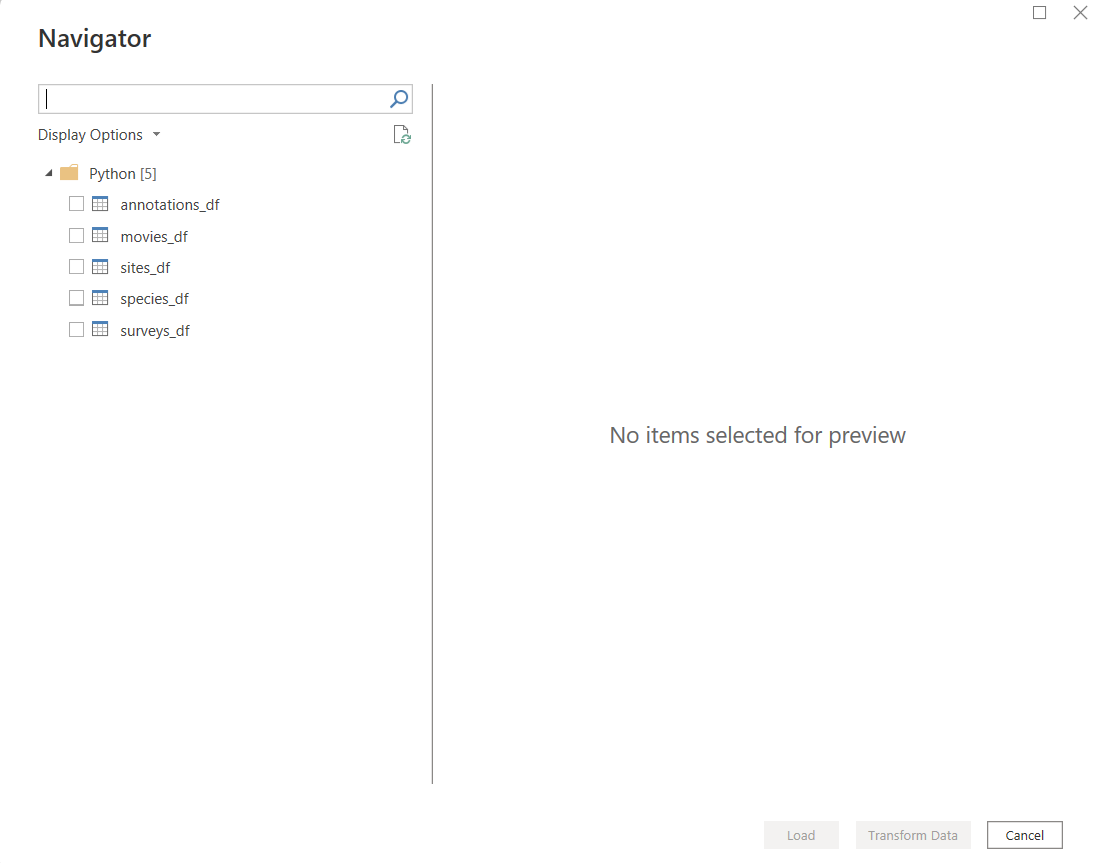 Navigator
Display Options
Python [5]
annotations_df
movies_df
sites_df
species_df
surveys_df
No items selected for preview
Load
Transform Data
Cancel